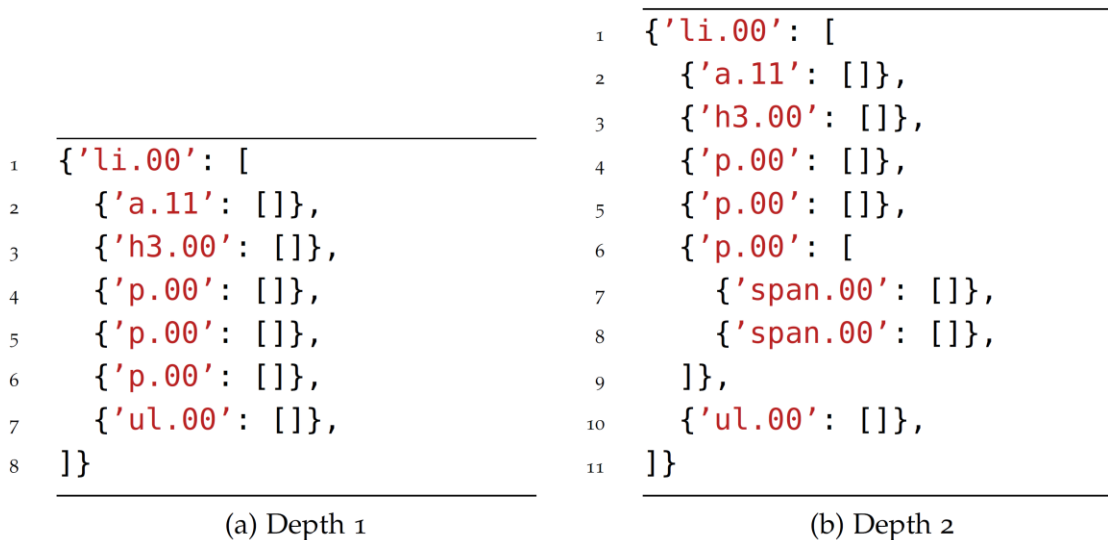 1 {’li.00’: [
2 {’a.11’: []},
3 {’h3.00’: []},
4 {’p.00’: []},
5 {’p.00’: []},
6 {’p.00’: []},
7 {’ul.00’: []},
8 ]}
(a) Depth 1
1 {’li.00’: [
2 {’a.11’: []},
3 {’h3.00’: []},
4 {’p.00’: []},
5 {’p.00’: []},
6 {’p.00’: [
7 {’span.00’: []},
8 {’span.00’: []},
9 ]},
10 {’ul.00’: []},
11 ]}
(b) Depth 2